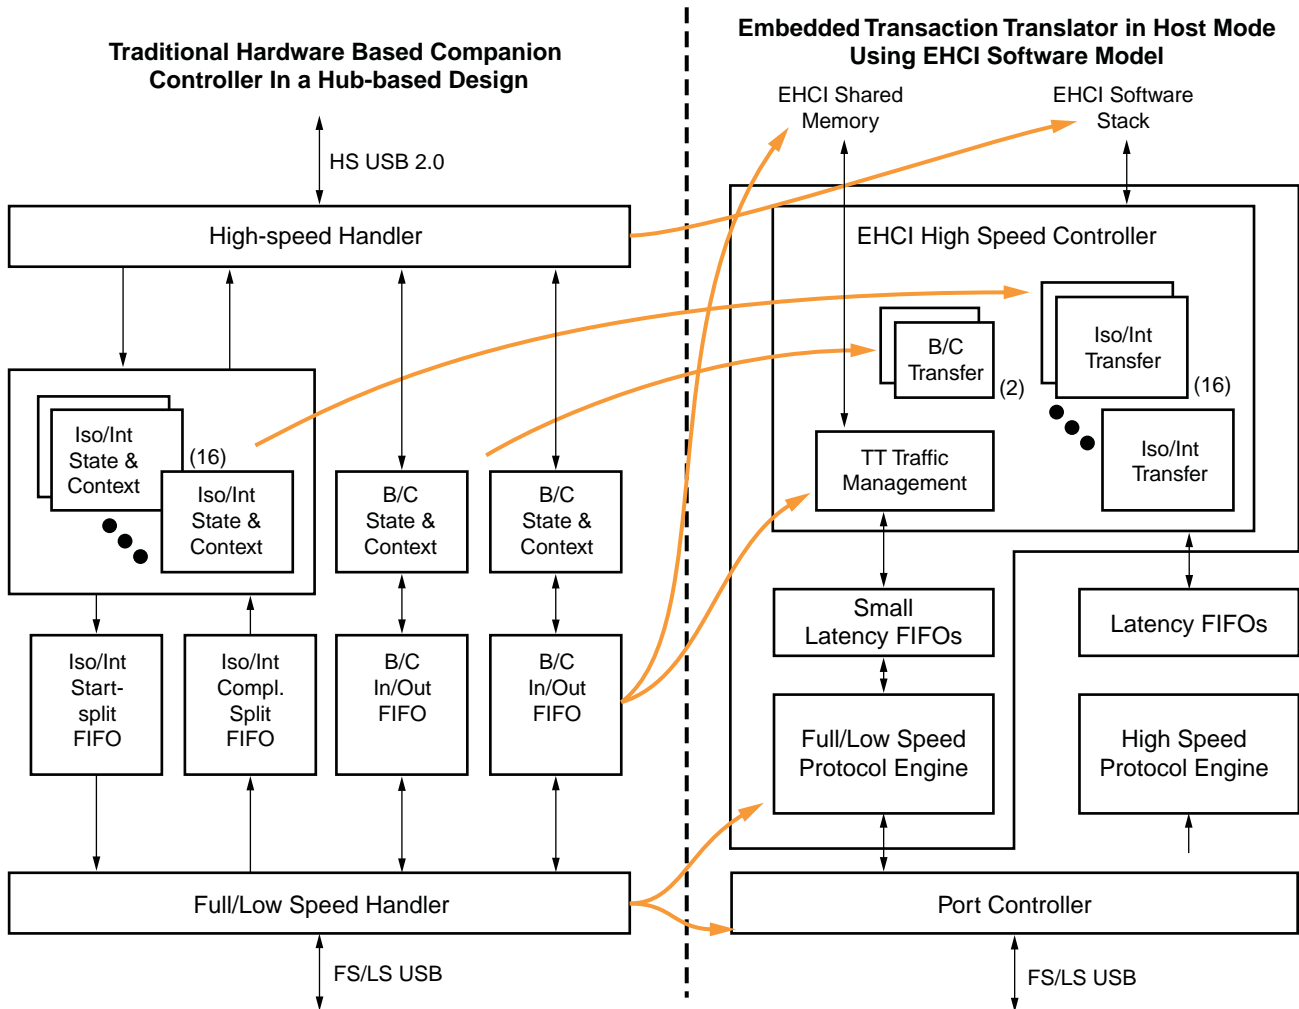 Traditional Hardware Based Companion
Controller In a Hub-based Design
HS USB 2.0
High-speed Handler
Iso/Int
State &
Context
(16)
Iso/Int
State &
Context
B/C
State &
Context
B/C
State &
Context
Iso/Int
Start-
split
FIFO
Iso/Int
Compl.
Split
FIFO
B/C
In/Out
FIFO
B/C
In/Out
FIFO
Full/Low Speed Handler
FS/LS USB
Embedded Transaction Translator in Host Mode
Using EHCI Software Model
EHCI Shared
Memory
EHCI Software
Stack
EHCI High Speed Controller
B/C
Transfer
(2)
Iso/Int
Transfer
(16)
Iso/Int
Transfer
TT Traffic
Management
Small
Latency FIFOs
Latency FIFOs
Full/Low Speed
Protocol Engine
High Speed
Protocol Engine
Port Controller
FS/LS USB